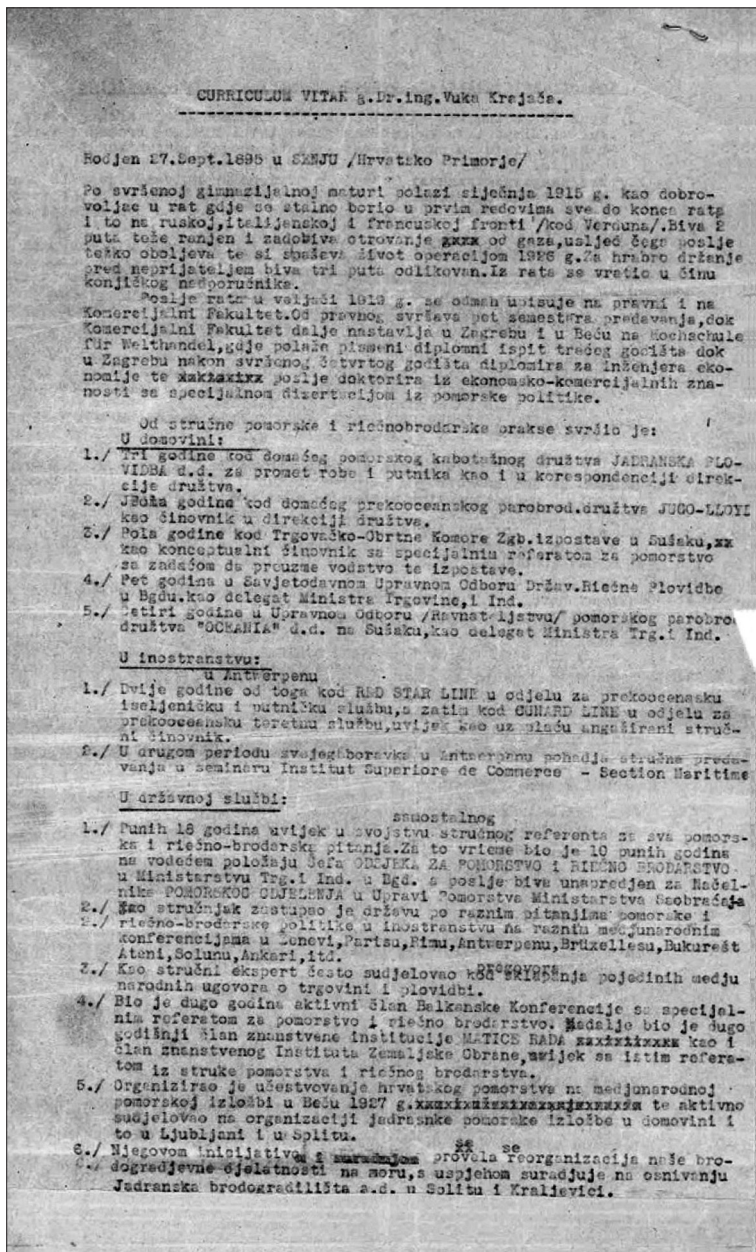 CURRICULUM VITAE g.Dr.ing.Vuka Krajača.
Rodjen 27.Sept.1895 u SENJU /Hrvatsko Primorje/
Po svršenoj gimnazijalnoj maturi polazi siječnja 1915 g. kao dobro-
voljac u rat gdje se stalno borio u prvim redovima sve do konca rata
i to na ruskoj,italijenskoj i francuskoj fronti /kod Verduna/.Biva 2
puta teže ranjen i zadobiva otrovanje xxxx od gaza,usljed čega poslje
teško oboljeva te si spašava život operacijom 1926 g.Za hrabro držanje
pred neprijateljem biva tri puta odlikovan.Iz rata se vratio u činu
konjičkog nadporučnika.
Poslje rata u veljači 1919 g. se odmah upisuje na pravni i na
Komercijalni Fakultet.Od pravnog svršava pet semestara predavanja,dok
Komercijalni Fakultet dalje nastavlja u Zagrebu i u Beču na Hochschule
für Welthandel,gdje polaže pismeni diplomni ispit trećeg godišta dok
u Zagrebu nakon svršenog četvrtog godišta diplomira za inženjera eko-
nomije te poslje doktorira iz ekonomsko-komercijalnih zna-
nosti sa specijalnom dizertacijom iz pomorske politike.
Od stručne pomorske i riečnobrodarske prakse svršio je:
U domovini:
1./ Tri godine kod domaćeg pomorskog kabotažnog društva JADRANSKA PLO-
VIDBA d.d. za promet robe i putnika kao i u korespondenciji direk-
cije društva.
2./ godine kod domaćeg prekooceanskog parobrod.društva JUGO-LLOYD
kao činovnik u direkciji društva.
3./ Pola godine kod Trgovačko-Obrtne Komore Zgb.izpostave u Sušaku,xx
kao konceptualni činovnik sa specijalnim referatom za pomorstvo
sa zadaćom da preuzme vodstvo te izpostave.
4./ Pet godina u Savjetodavnom Upravnom Odboru Držav.Riečne Plovidbe
u Bgdu.kao delegat Ministra Trgovine,i Ind.
5./ Četiri godine u Upravnom Odboru /Ravnateljstvu/ pomorskog parobrod
društva "OCEANIA" d.d. na Sušaku,kao delegat Ministra Trg.i Ind.
U inostranstvu:
u Antwerpenu
1./ Dvije godine od toga kod RED STAR LINE u odjelu za prekooceansku
iseljeničku i putničku službu,a zatim kod CUNARD LINE u odjelu za
prekooceansku teretnu službu,uvijek kao uz plaću angaširani struč-
ni činovnik.
2./ U drugom periodu svojegboravka u Antwerpenu pohadja stručna preda-
vanja u seminaru Institut Superiore de Commerce - Section Maritime
U državnoj službi:
samostalnog
1./ Punih 18 godina uvijek u svojstvu stručnog referenta za sva pomors-
ka i riečno-brodarska pitanja.Za to vrieme bio je 10 punih godina
na vodećem položaju šefa ODSJEKA ZA POMORSTVO i RIEČNO BRODARSTVO
u Ministarstvu Trg.i Ind. u Bgd. a poslje biva unapredjen za Načel-
nika POMORSKOG ODJELENJA u Upravi Pomorstva Ministarstva Saobraćaja
2./ Kao stručnjak zastupao je državu po raznim pitanjima pomorske i
2./ riečno-brodarske politike u inostranstvu na raznim medjunarodnim
konferencijama u Ženevi,Parisu,Rimu,Antwerpenu,Brüxellesu,Bukurešt
Ateni,Solunu,Ankari,itd.
pregovora
3./ Kao stručni ekspert često sudjelovao kod sklapanja pojedinih medju
narodnih ugovora o trgovini i plovidbi.
4./ Bio je dugo godina aktivni član Balkanske Konferencije sa specijal-
nim referatom za pomorstvo i riečno brodarstvo. Nadalje bio je dugo
godišnji član znanstvene institucije MATICE RADA kao i
član znanstvenog Instituta Zemaljske Obrane,uvijek sa istim refera-
tom iz struke pomorstva i riečnog brodarstva.
5./ Organizirao je učestvovanje hrvatskog pomorstva na medjunarodnoj
pomorskoj izložbi u Beču 1927 g. te aktivno
sudjelovao na organizaciji jadranske pomorske izložbe u domovini i
to u Ljubljani i u Splitu.
se
6./ Njegovom inicijativom i suradnjom provela reorganizacija naše bro-
dogradjevne djelatnosti na moru,s uspjehom suradjuje na osnivanju
Jadranska brodogradilišta a.d. u Splitu i Kraljevici.